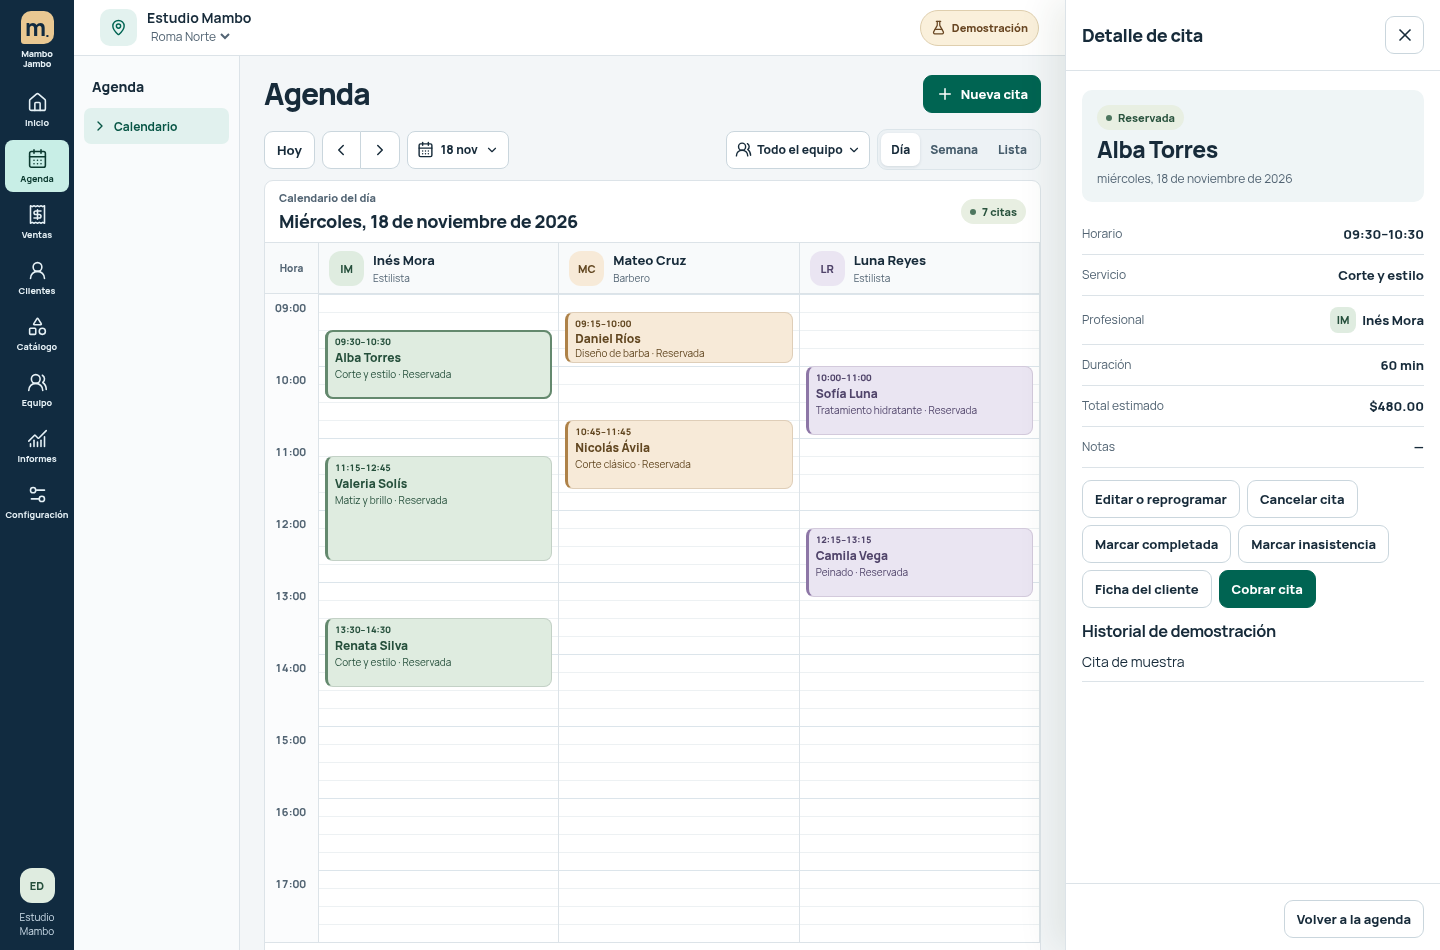 m.
Mambo
Jambo
Inicio
Agenda
Ventas
Clientes
Catálogo
Equipo
Informes
Configuración
ED
Estudio
Mambo
Estudio Mambo
Roma Norte
Demostración
Agenda
Calendario
Agenda
Nueva cita
Hoy
18 nov
Todo el equipo
Día
Semana
Lista
Calendario del día
Miércoles, 18 de noviembre de 2026
7 citas
Hora
IM
Inés Mora
Estilista
MC
Mateo Cruz
Barbero
LR
Luna Reyes
Estilista
09:00
10:00
11:00
12:00
13:00
14:00
15:00
16:00
17:00
09:30–10:30
Alba Torres
Corte y estilo · Reservada
11:15–12:45
Valeria Solís
Matiz y brillo · Reservada
13:30–14:30
Renata Silva
Corte y estilo · Reservada
09:15–10:00
Daniel Ríos
Diseño de barba · Reservada
10:45–11:45
Nicolás Ávila
Corte clásico · Reservada
10:00–11:00
Sofía Luna
Tratamiento hidratante · Reservada
12:15–13:15
Camila Vega
Peinado · Reservada
Detalle de cita
Reservada
Alba Torres
miércoles, 18 de noviembre de 2026
Horario 09:30–10:30
Servicio Corte y estilo
Profesional IM Inés Mora
Duración 60 min
Total estimado $480.00
Notas —
Editar o reprogramar
Cancelar cita
Marcar completada
Marcar inasistencia
Ficha del cliente
Cobrar cita
Historial de demostración
Cita de muestra
Volver a la agenda